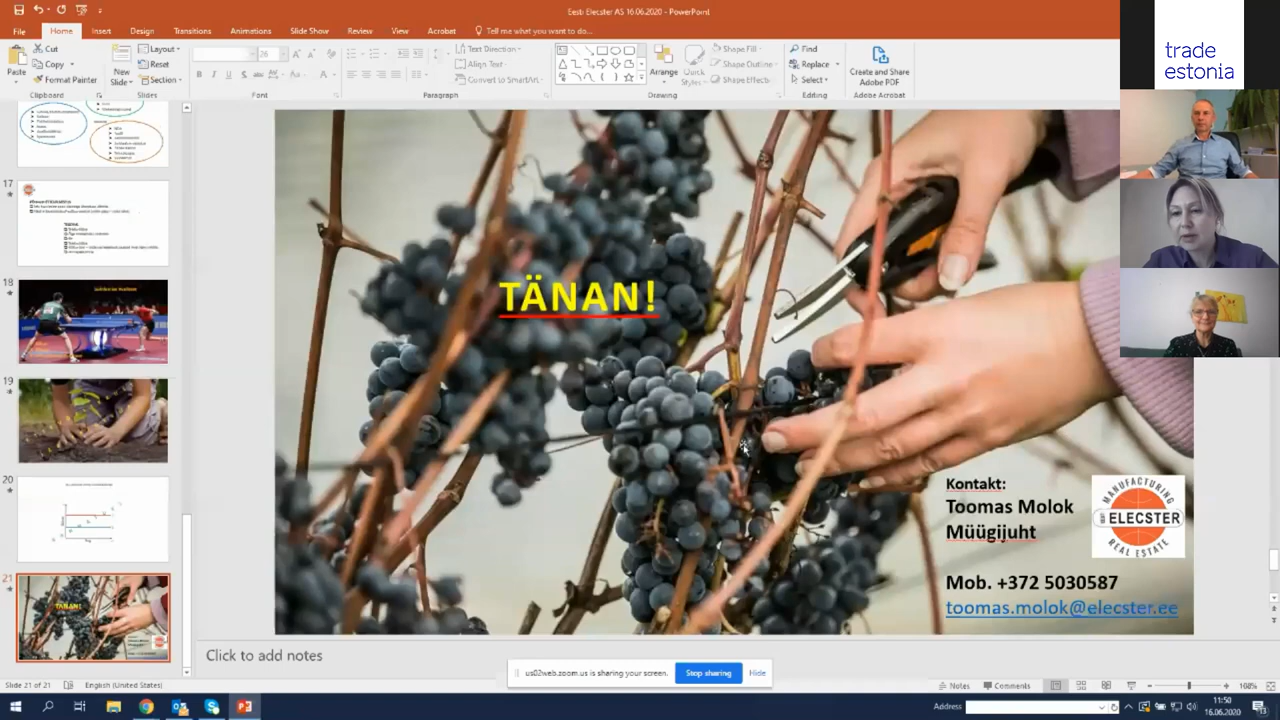 Eesti Elecster AS 16.06.2020 - PowerPoint
File Home Insert Design Transitions Animations Slide Show Review View Acrobat Tell me what you want to do...
Paste
Cut
Copy
Format Painter
Clipboard
New Slide
Layout
Reset
Section
Slides
26
Font
Text Direction
Align Text
Convert to SmartArt
Paragraph
Arrange
Quick Styles
Shape Fill
Shape Outline
Shape Effects
Drawing
Find
Replace
Select
Editing
Create and Share Adobe PDF
Adobe Acrobat
trade
estonia
17
18
19
20
21
TÄNAN!
TÄNAN!
Kontakt:
Toomas Molok
Müügijuht
Mob. +372 5030587
toomas.molok@elecster.ee
MANUFACTURING
EESTI ELECSTER
REAL ESTATE
Click to add notes
us02web.zoom.us is sharing your screen. Stop sharing Hide
Slide 21 of 21 English (United States) Notes Comments 108%
Address
11:50
16.06.2020